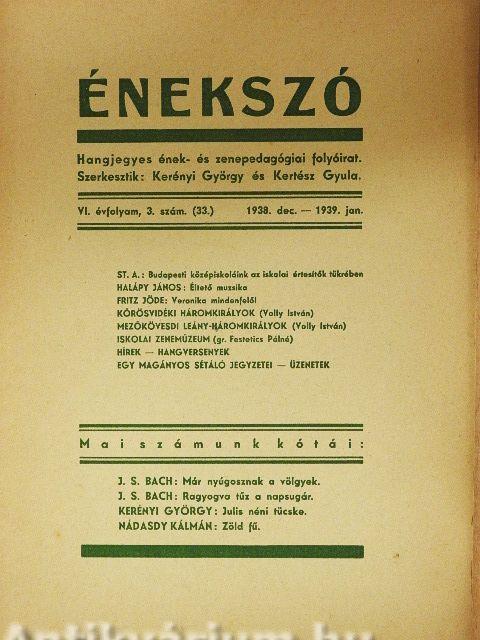 ÉNEKSZÓ
Hangjegyes ének- és zenepedagógiai folyóirat.
Szerkesztik: Kerényi György és Kertész Gyula.
VI. évfolyam, 3. szám. (33.) 1938. dec. — 1939. jan.
ST. A.: Budapesti középiskoláink az iskolai értesítők tükrében
HALÁPY JÁNOS: Éltető muzsika
FRITZ JÖDE: Veronika mindenfelől
KÖRÖSVIDÉKI HÁROMKIRÁLYOK (Volly István)
MEZŐKÖVESDI LEÁNY-HÁROMKIRÁLYOK (Volly István)
ISKOLAI ZENEMÚZEUM (gr. Festetics Pálné)
HÍREK — HANGVERSENYEK
EGY MAGÁNYOS SÉTÁLÓ JEGYZETEI — ÜZENETEK
Mai számunk kótái:
J. S. BACH: Már nyúgosznak a völgyek.
J. S. BACH: Ragyogva tűz a napsugár.
KERÉNYI GYÖRGY: Julis néni tücske.
NÁDASDY KÁLMÁN: Zöld fű.
Antikvárium.hu